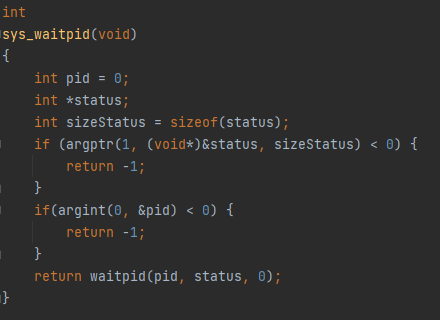 int
sys_waitpid(void)
{
    int pid = 0;
    int *status;
    int sizeStatus = sizeof(status);
    if (argptr(1, (void*)&status, sizeStatus) < 0) {
        return -1;
    }
    if(argint(0, &pid) < 0) {
        return -1;
    }
    return waitpid(pid, status, 0);
}